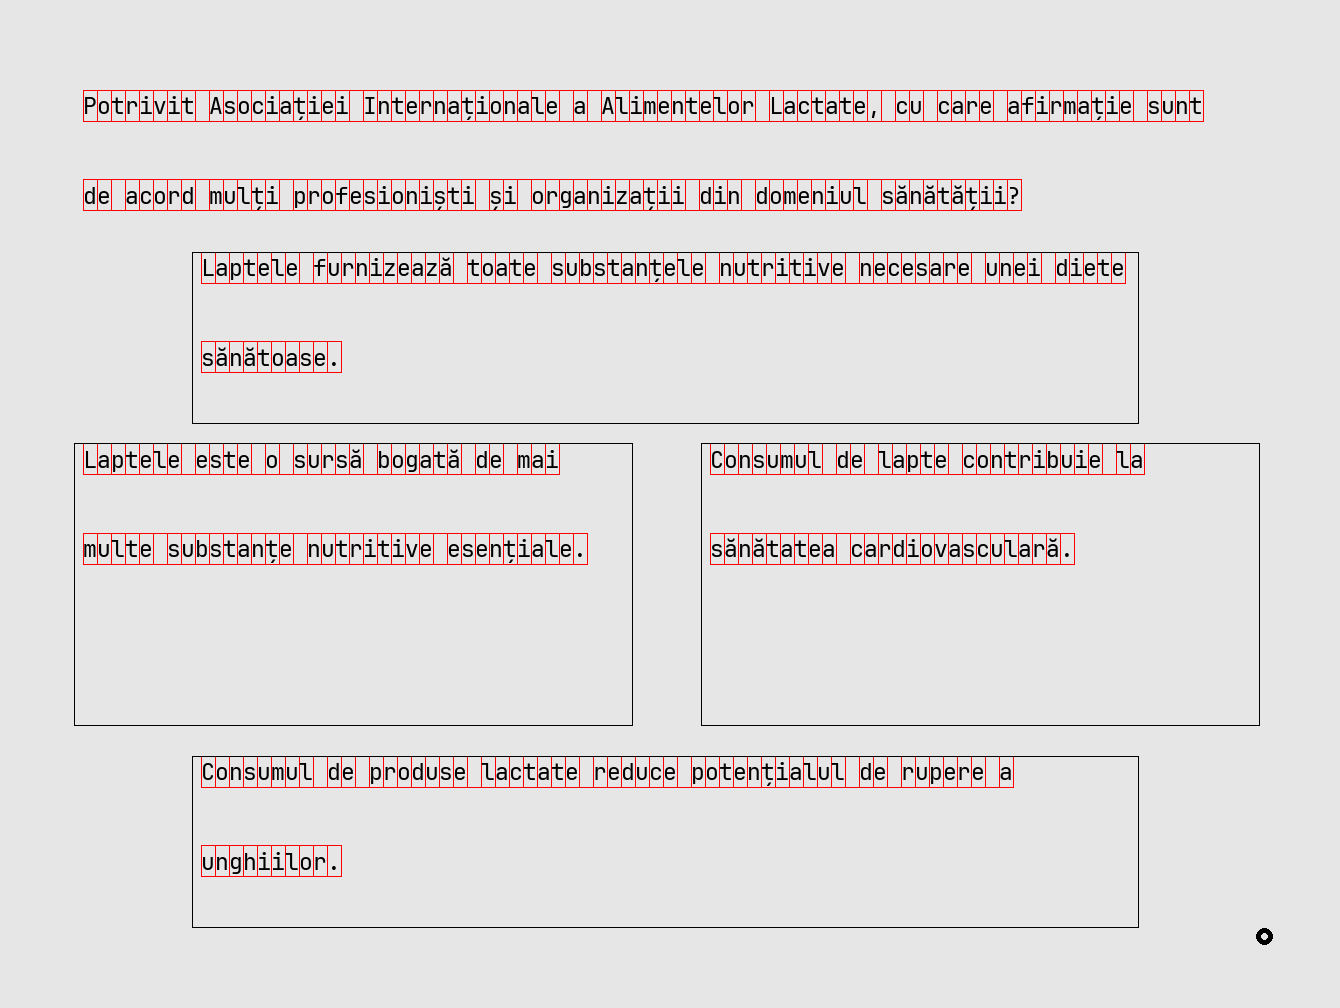 Potrivit Asociației Internaționale a Alimentelor Lactate, cu care afirmație sunt
de acord mulți profesioniști și organizații din domeniul sănătății?
Laptele furnizează toate substanțele nutritive necesare unei diete
sănătoase.
Laptele este o sursă bogată de mai
multe substanțe nutritive esențiale.
Consumul de lapte contribuie la
sănătatea cardiovasculară.
Consumul de produse lactate reduce potențialul de rupere a
unghiilor.